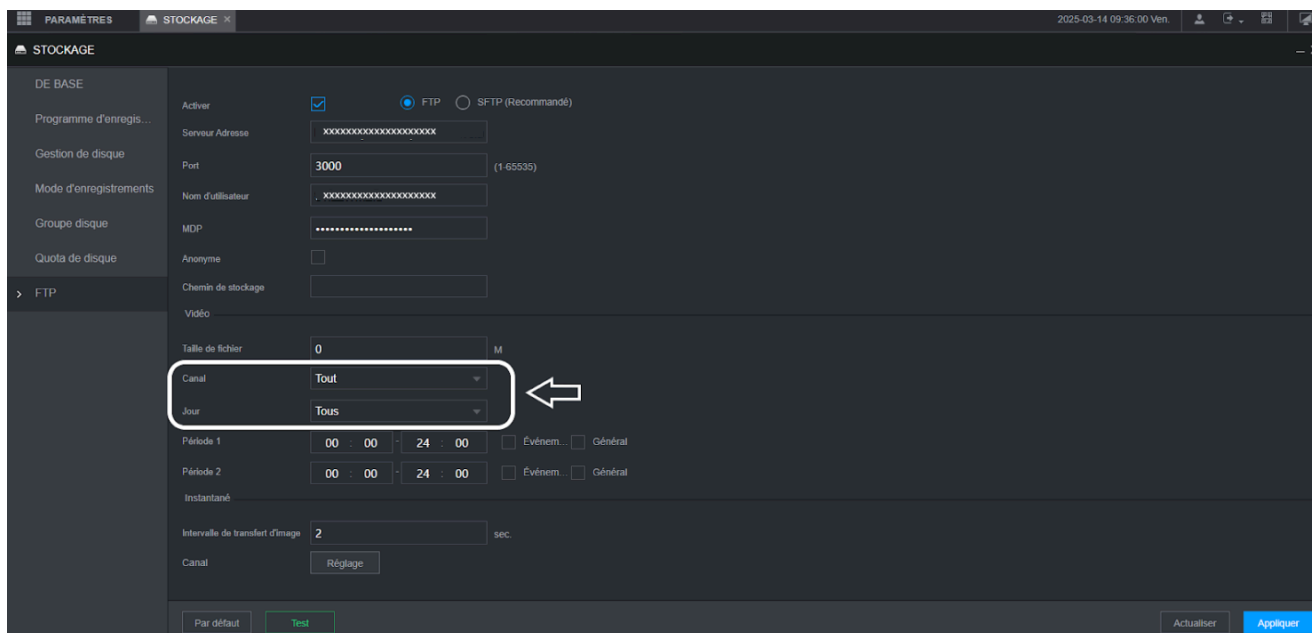 PARAMÈTRES STOCKAGE × 2025-03-14 09:36:00 Ven.
STOCKAGE
DE BASE
Programme d'enregis...
Gestion de disque
Mode d'enregistrements
Groupe disque
Quota de disque
FTP
Activer FTP SFTP (Recommandé)
Serveur Adresse xxxxxxxxxxxxxxxxxxxx
Port 3000 (1-65535)
Nom d'utilisateur xxxxxxxxxxxxxxxxxxxx
MDP ••••••••••••••••••••
Anonyme
Chemin de stockage
Vidéo
Taille de fichier 0 M
Canal Tout
Jour Tous
Période 1 00 : 00 - 24 : 00 Événem... Général
Période 2 00 : 00 - 24 : 00 Événem... Général
Instantané
Intervalle de transfert d'image 2 sec.
Canal Réglage
Par défaut Test Actualiser Appliquer